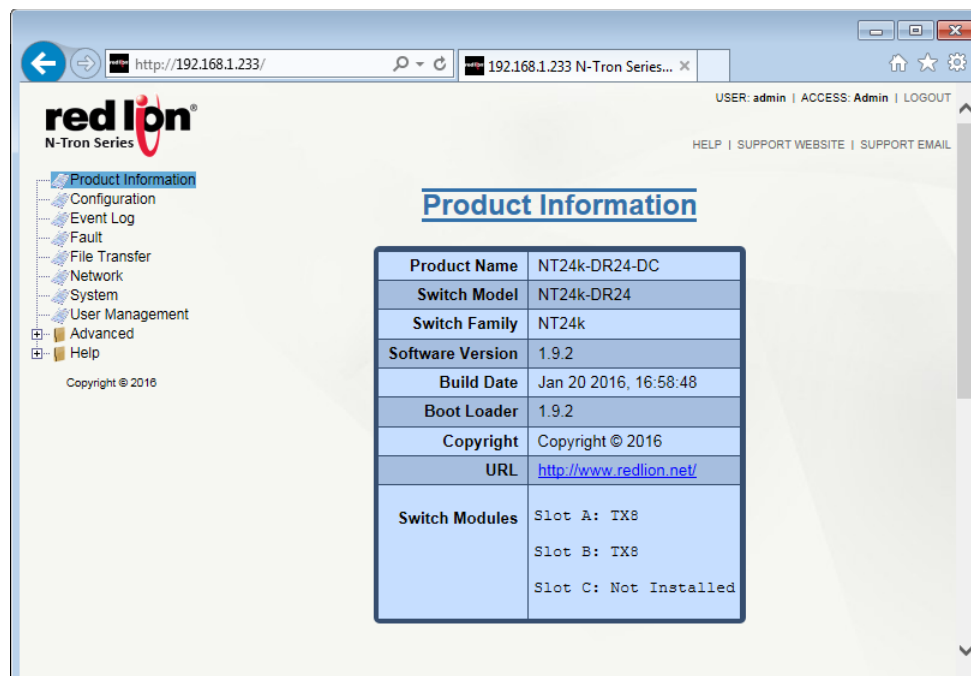 http://192.168.1.233/
192.168.1.233 N-Tron Series...
USER: admin | ACCESS: Admin | LOGOUT
red lion®
N-Tron Series
HELP | SUPPORT WEBSITE | SUPPORT EMAIL
Product Information
Configuration
Event Log
Fault
File Transfer
Network
System
User Management
Advanced
Help
Copyright © 2016
Product Information
Product Name NT24k-DR24-DC
Switch Model NT24k-DR24
Switch Family NT24k
Software Version 1.9.2
Build Date Jan 20 2016, 16:58:48
Boot Loader 1.9.2
Copyright Copyright © 2016
URL http://www.redlion.net/
Switch Modules Slot A: TX8
Slot B: TX8
Slot C: Not Installed